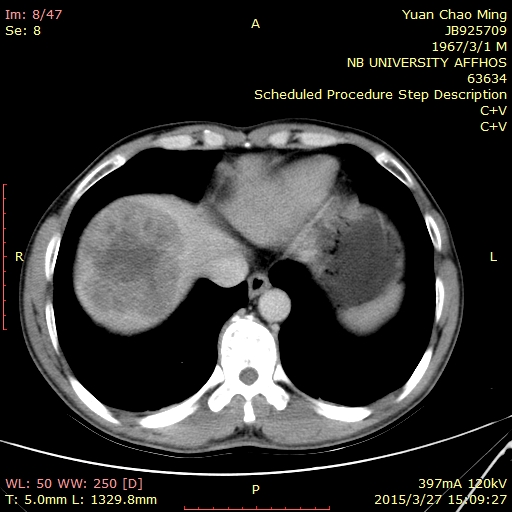 Im: 8/47
Se: 8
A
Yuan Chao Ming
JB925709
1967/3/1 M
NB UNIVERSITY AFFHOS
63634
Scheduled Procedure Step Description
C+V
C+V
R
L
WL: 50 WW: 250 [D]
T: 5.0mm L: 1329.8mm
P
397mA 120kV
2015/3/27 15:09:27